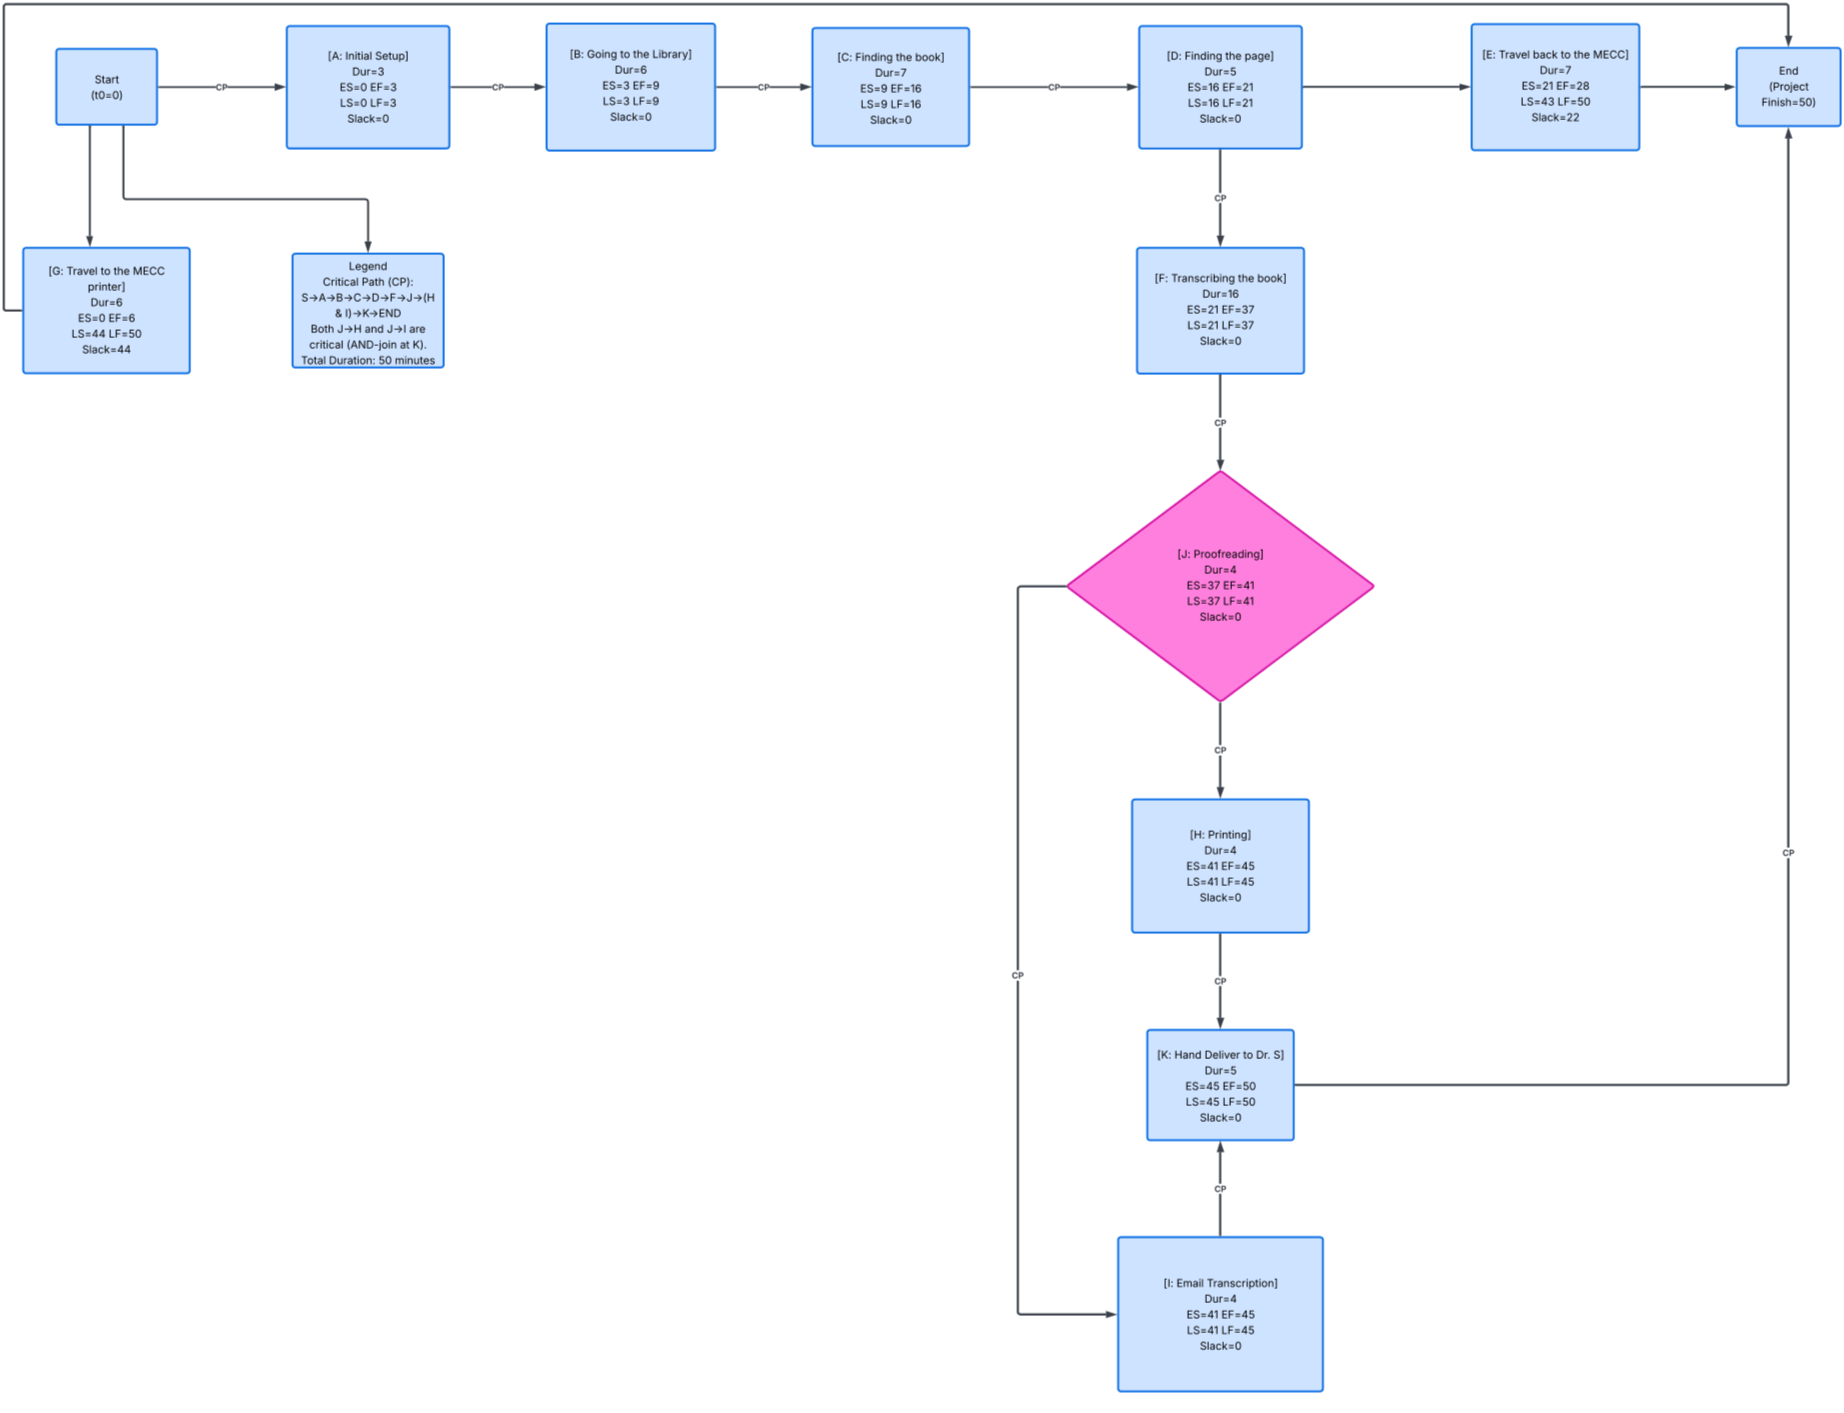 Start
(t0=0)
CP
[A: Initial Setup]
Dur=3
ES=0 EF=3
LS=0 LF=3
Slack=0
CP
[B: Going to the Library]
Dur=6
ES=3 EF=9
LS=3 LF=9
Slack=0
CP
[C: Finding the book]
Dur=7
ES=9 EF=16
LS=9 LF=16
Slack=0
CP
[D: Finding the page]
Dur=5
ES=16 EF=21
LS=16 LF=21
Slack=0
[E: Travel back to the MECC]
Dur=7
ES=21 EF=28
LS=43 LF=50
Slack=22
End
(Project
Finish=50)
[G: Travel to the MECC
printer]
Dur=6
ES=0 EF=6
LS=44 LF=50
Slack=44
Legend
Critical Path (CP):
S→A→B→C→D→F→J→(H
& I)→K→END
Both J→H and J→I are
critical (AND-join at K).
Total Duration: 50 minutes
CP
[F: Transcribing the book]
Dur=16
ES=21 EF=37
LS=21 LF=37
Slack=0
CP
[J: Proofreading]
Dur=4
ES=37 EF=41
LS=37 LF=41
Slack=0
CP
[H: Printing]
Dur=4
ES=41 EF=45
LS=41 LF=45
Slack=0
CP
CP
CP
[K: Hand Deliver to Dr. S]
Dur=5
ES=45 EF=50
LS=45 LF=50
Slack=0
CP
[I: Email Transcription]
Dur=4
ES=41 EF=45
LS=41 LF=45
Slack=0